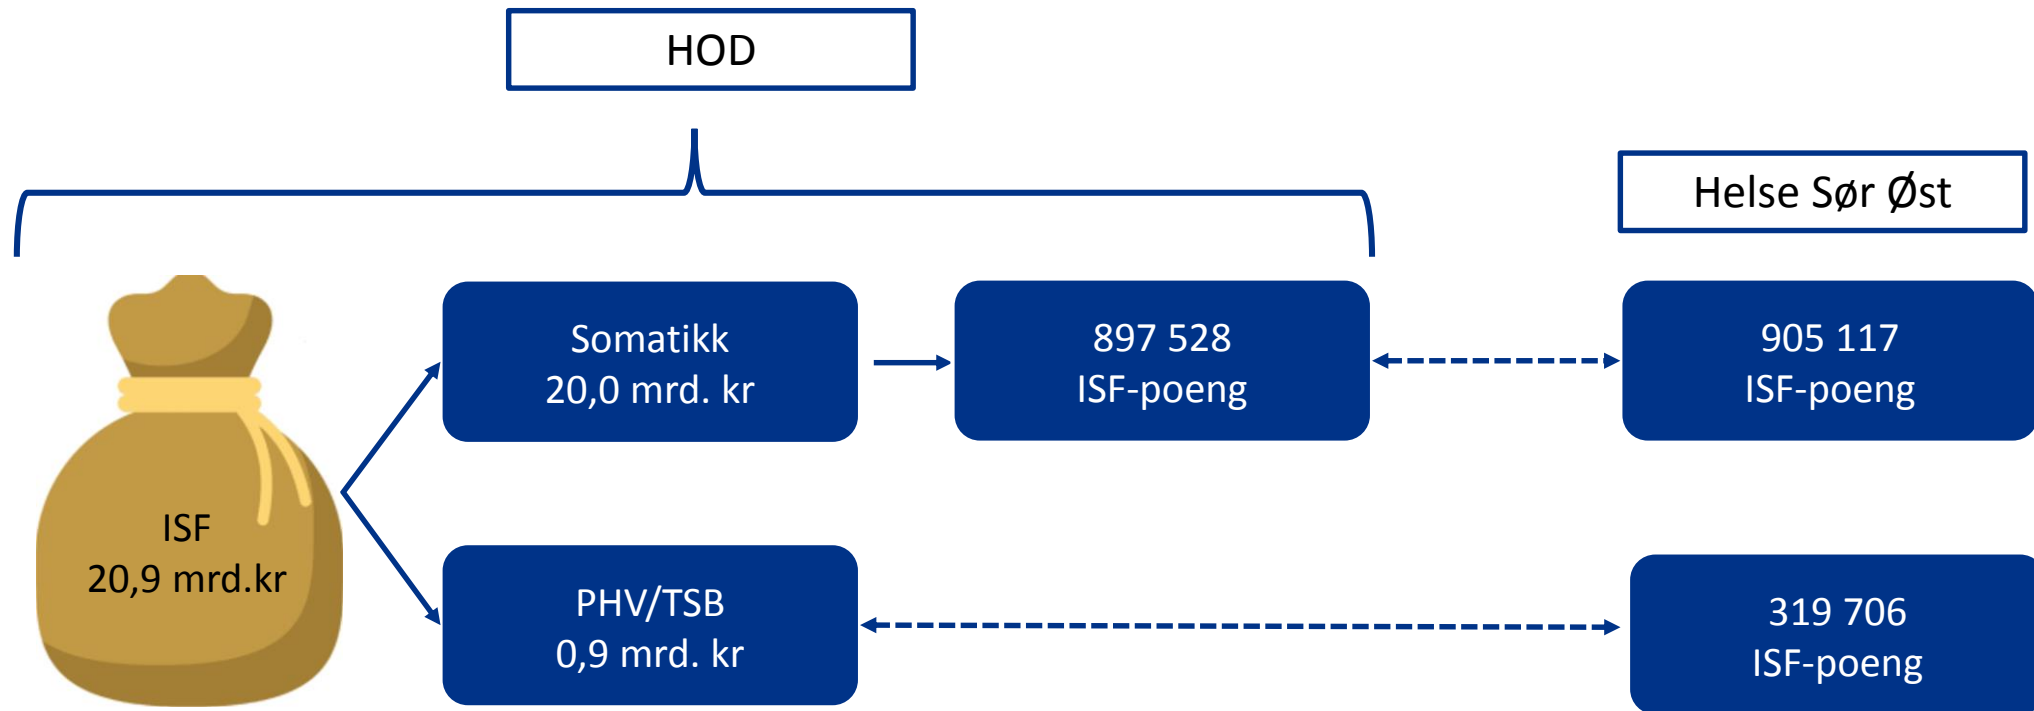 HOD
Helse Sør Øst
Somatikk
20,0 mrd. kr
897 528
ISF-poeng
905 117
ISF-poeng
ISF
20,9 mrd.kr
PHV/TSB
0,9 mrd. kr
319 706
ISF-poeng